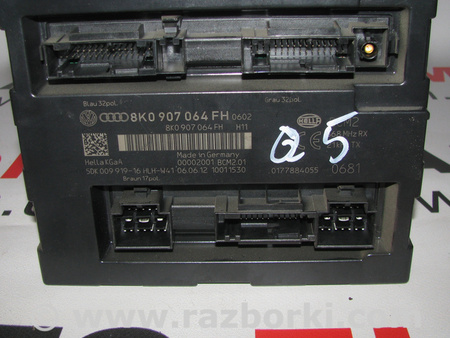 Blau 32pol.
Grau 32pol.
8K0 907 064 FH 0602
8K0 907 064 FH H11
HELLA
Made in Germany
Hella KGaA
00002001 BCM2.01
5DK 009 919-16 HLH-W41 06.06.12 10011530
0177884055
0681
Braun 17pol.
Q5
www.razborki.com